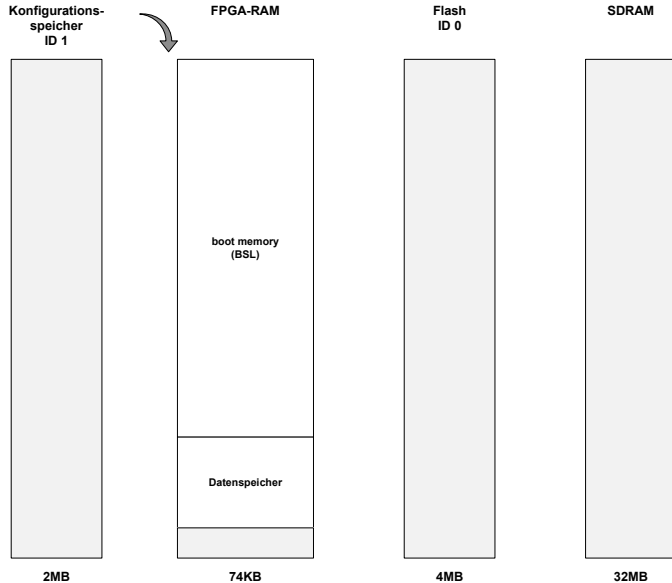 Konfigurations-
speicher
ID 1
FPGA-RAM
Flash
ID 0
SDRAM
boot memory
(BSL)
Datenspeicher
2MB
74KB
4MB
32MB